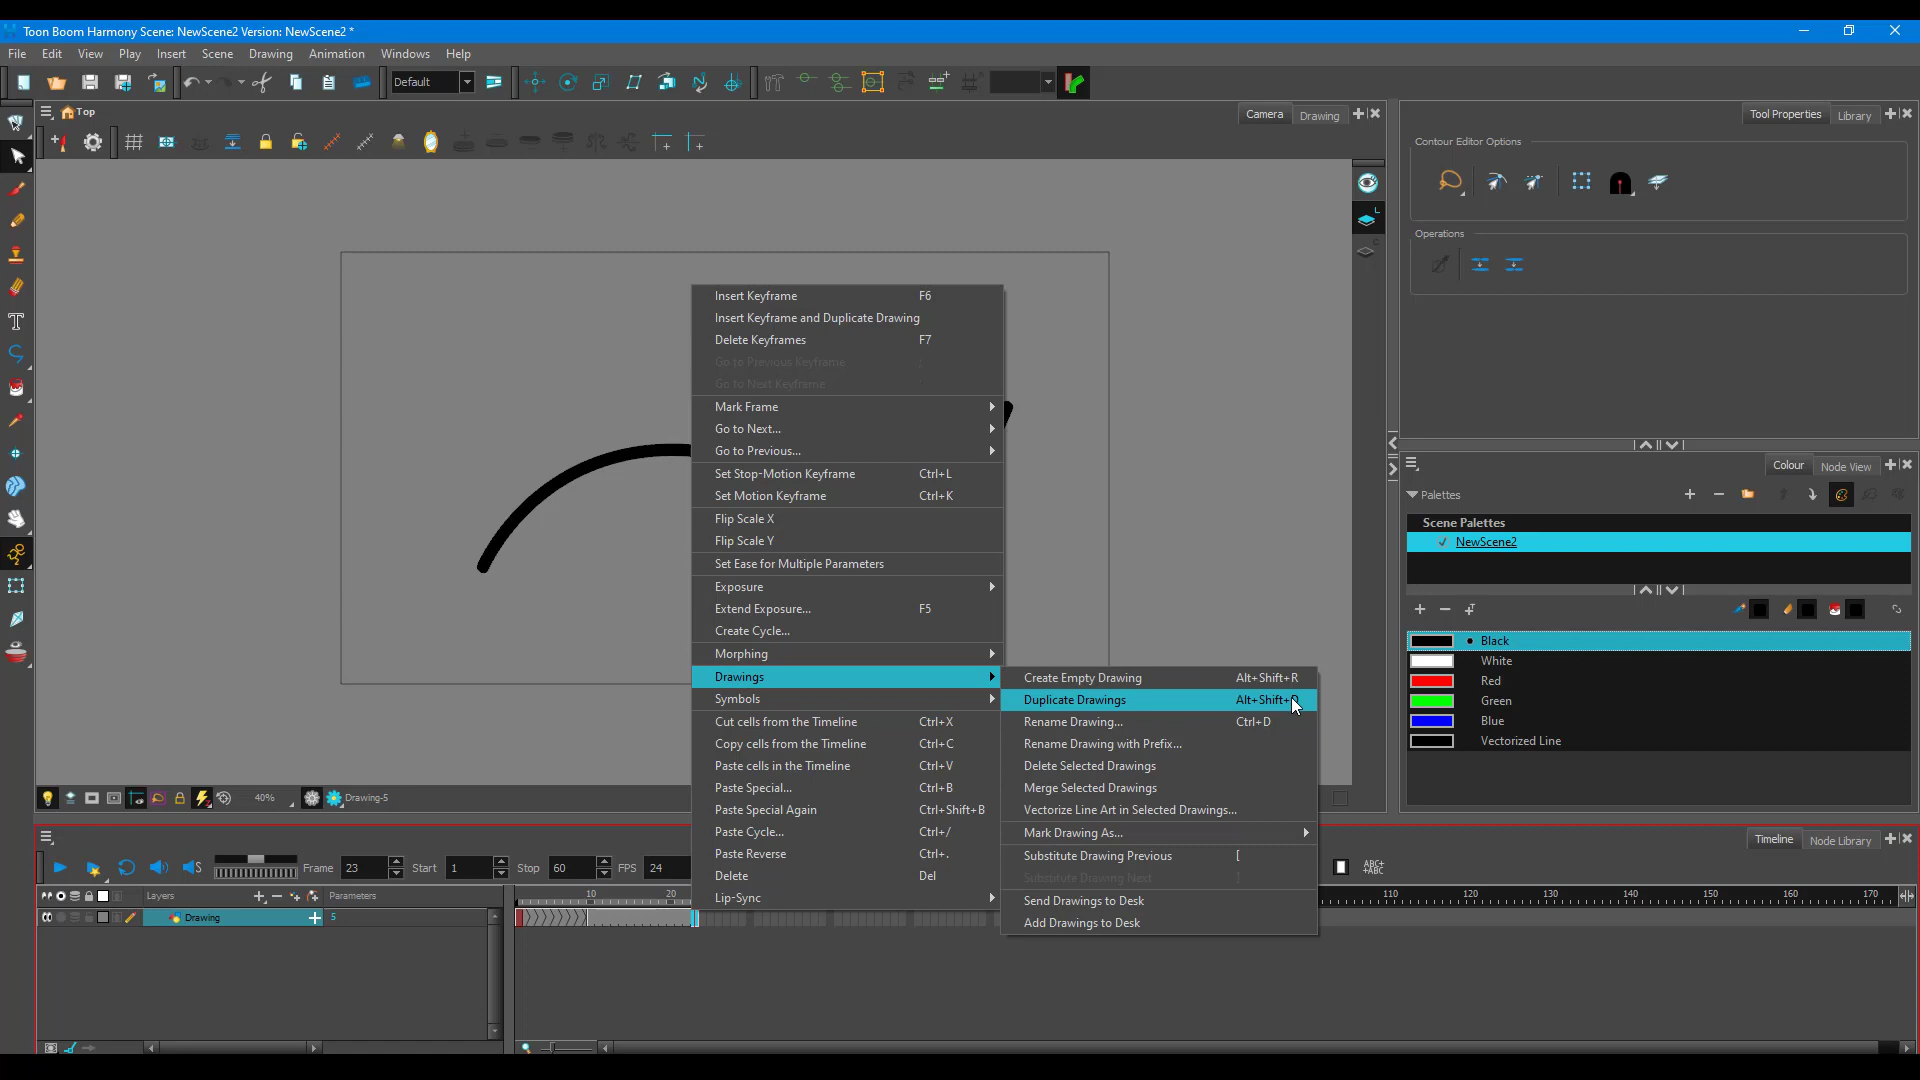 Toon Boom Harmony Scene: NewScene2 Version: NewScene2 *
File Edit View Play Insert Scene Drawing Animation Windows Help
Default
Top
Camera Drawing
Tool Properties Library
Contour Editor Options
Operations
Insert Keyframe F6
Insert Keyframe and Duplicate Drawing
Delete Keyframes F7
Go to Previous Keyframe ;
Go to Next Keyframe
Mark Frame
Go to Next...
Go to Previous...
Set Stop-Motion Keyframe Ctrl+L
Set Motion Keyframe Ctrl+K
Flip Scale X
Flip Scale Y
Set Ease for Multiple Parameters
Exposure
Extend Exposure... F5
Create Cycle...
Morphing
Drawings
Symbols
Cut cells from the Timeline Ctrl+X
Copy cells from the Timeline Ctrl+C
Paste cells in the Timeline Ctrl+V
Paste Special... Ctrl+B
Paste Special Again Ctrl+Shift+B
Paste Cycle... Ctrl+/
Paste Reverse Ctrl+.
Delete Del
Lip-Sync
Create Empty Drawing Alt+Shift+R
Duplicate Drawings Alt+Shift+
Rename Drawing... Ctrl+D
Rename Drawing with Prefix...
Delete Selected Drawings
Merge Selected Drawings
Vectorize Line Art in Selected Drawings...
Mark Drawing As...
Substitute Drawing Previous [
Substitute Drawing Next ]
Send Drawings to Desk
Add Drawings to Desk
Colour Node View
Palettes
Scene Palettes
NewScene2
Black
White
Red
Green
Blue
Vectorized Line
40% Drawing-5
Timeline Node Library
Frame 23 Start 1 Stop 60 FPS 24
ABC+
+ABC
Layers Parameters
10 20 110 120 130 140 150 160 170
Drawing 5